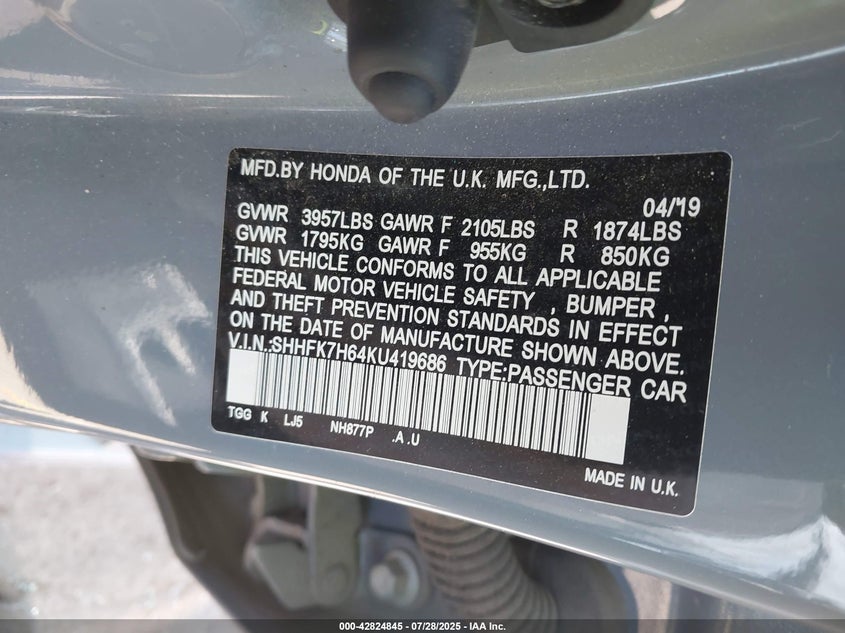 MFD.BY HONDA OF THE U.K. MFG.,LTD.
04/'19
GVWR 3957LBS GAWR F 2105LBS R 1874LBS
GVWR 1795KG GAWR F 955KG R 850KG
THIS VEHICLE CONFORMS TO ALL APPLICABLE
FEDERAL MOTOR VEHICLE SAFETY , BUMPER ,
AND THEFT PREVENTION STANDARDS IN EFFECT
ON THE DATE OF MANUFACTURE SHOWN ABOVE.
V.I.N.:SHHFK7H64KU419686 TYPE:PASSENGER CAR
TGG K LJ5 NH877P .A .U
MADE IN U.K.
000-42824845 / 07/28/2025 - IAA Inc.